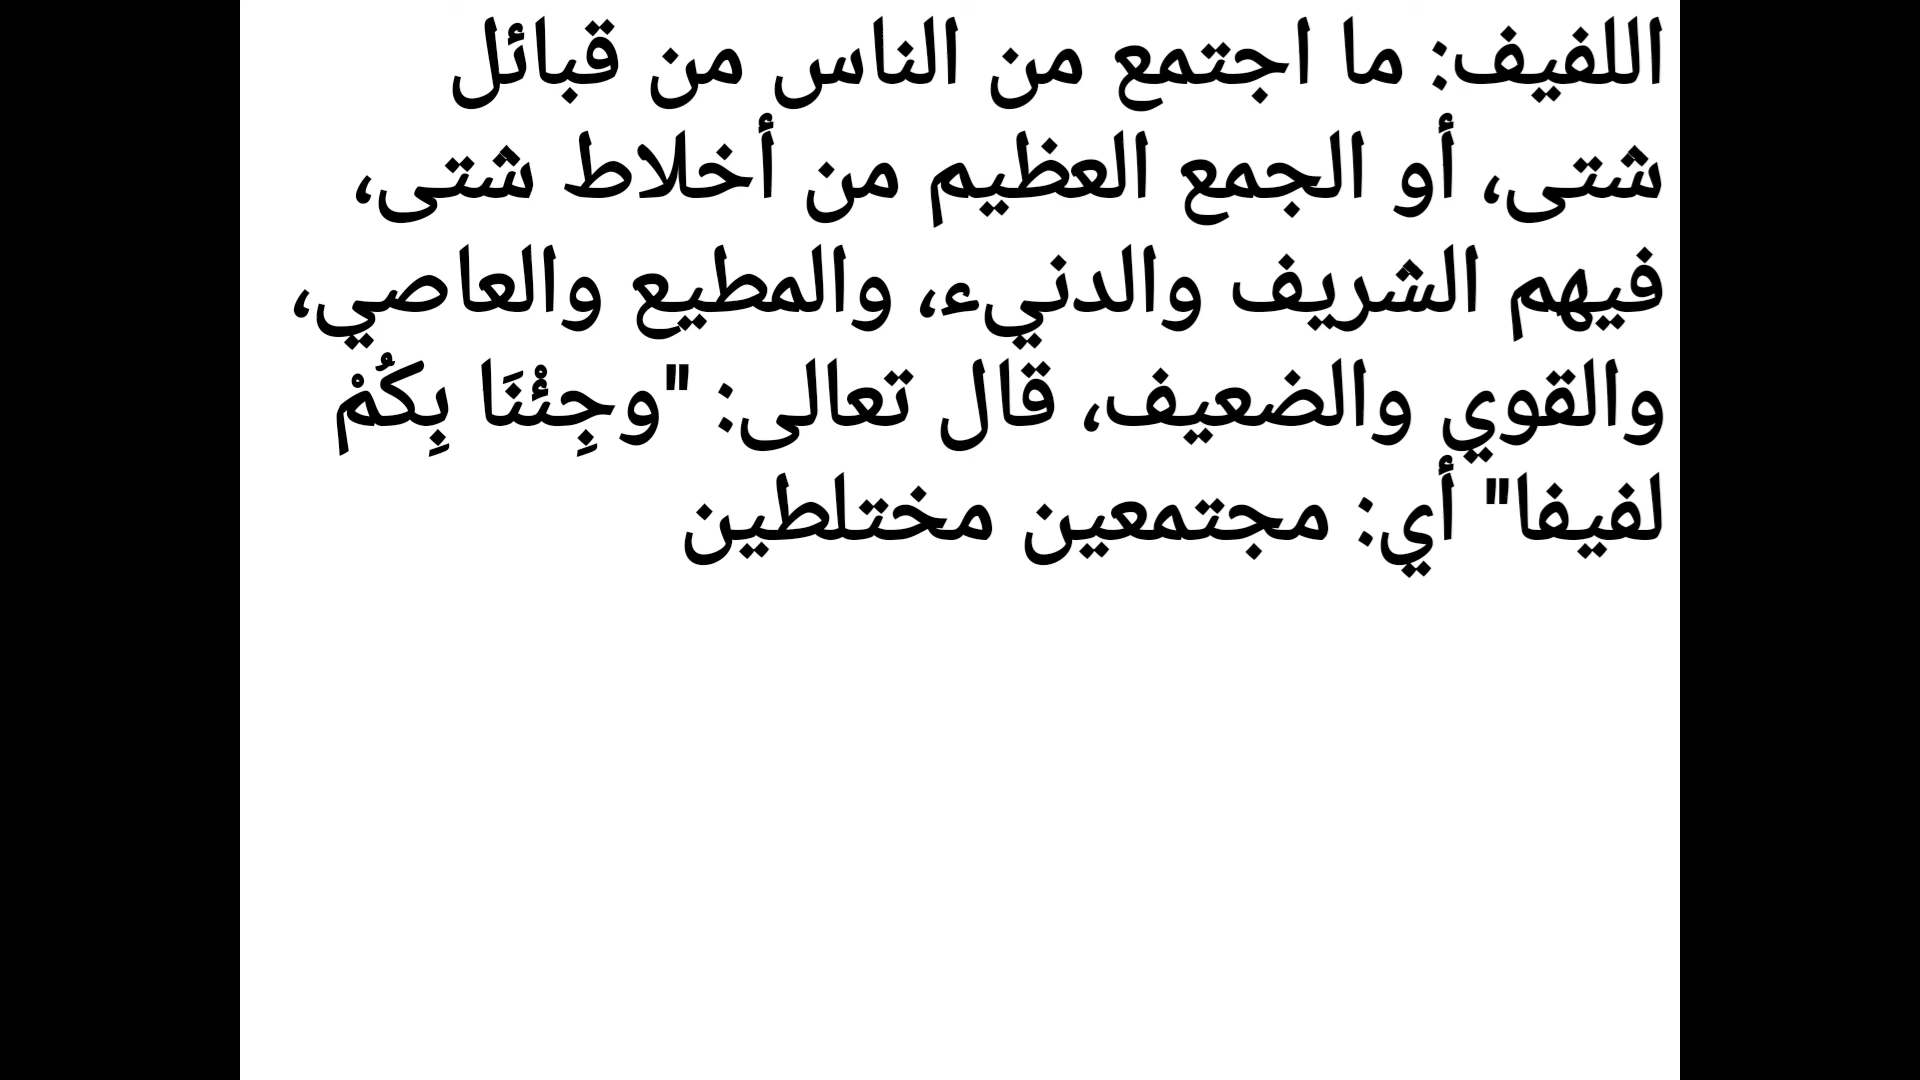 اللفيف: ما اجتمع من الناس من قبائل
شتى، أو الجمع العظيم من أخلاط شتى،
فيهم الشريف والدنيء، والمطيع والعاصي،
والقوي والضعيف، قال تعالى: "وجِئْنَا بِكُمْ
لفيفا" أي: مجتمعين مختلطين